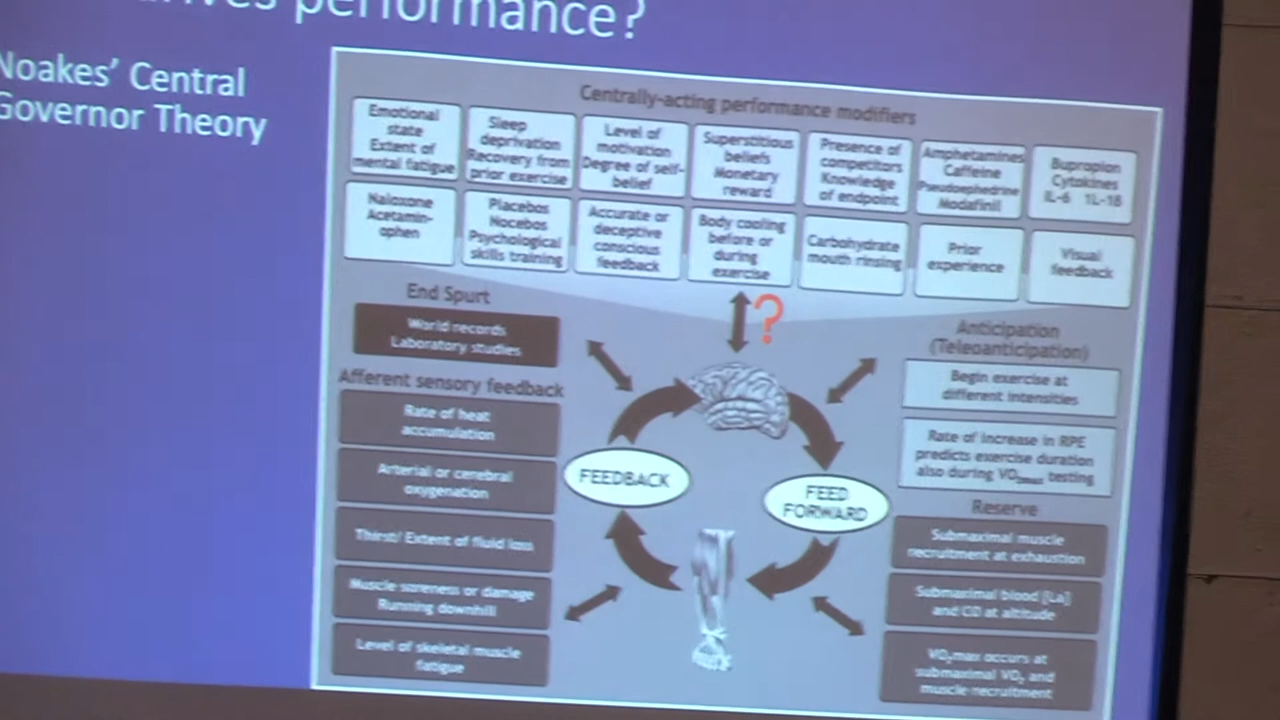 performance?
Noakes' Central
Governor Theory
Centrally-acting performance modifiers
Emotional
state
Extent of
mental fatigue
Sleep
deprivation
Recovery from
prior exercise
Level of
motivation
Degree of self-
belief
Superstitious
beliefs
Monetary
reward
Presence of
competitors
Knowledge
of endpoint
Amphetamines
Caffeine
Pseudoephedrine
Modafinil
Bupropion
Cytokines
IL-6 1L-1ß
Naloxone
Acetamin-
ophen
Placebos
Nocebos
Psychological
skills training
Accurate or
deceptive
conscious
feedback
Body cooling
before or
during
exercise
Carbohydrate
mouth rinsing
Prior
experience
Visual
feedback
?
End Spurt
World records
Laboratory studies
Afferent sensory feedback
Rate of heat
accumulation
Arterial or cerebral
oxygenation
Thirst/ Extent of fluid loss
Muscle soreness or damage
Running downhill
Level of skeletal muscle
fatigue
FEEDBACK
FEED
FORWARD
Anticipation
(Teleoanticipation)
Begin exercise at
different intensities
Rate of increase in RPE
predicts exercise duration
also during VO2max testing
Reserve
Submaximal muscle
recruitment at exhaustion
Submaximal blood [La]
and CO at altitude
VO2max occurs at
submaximal VO2 and
muscle recruitment